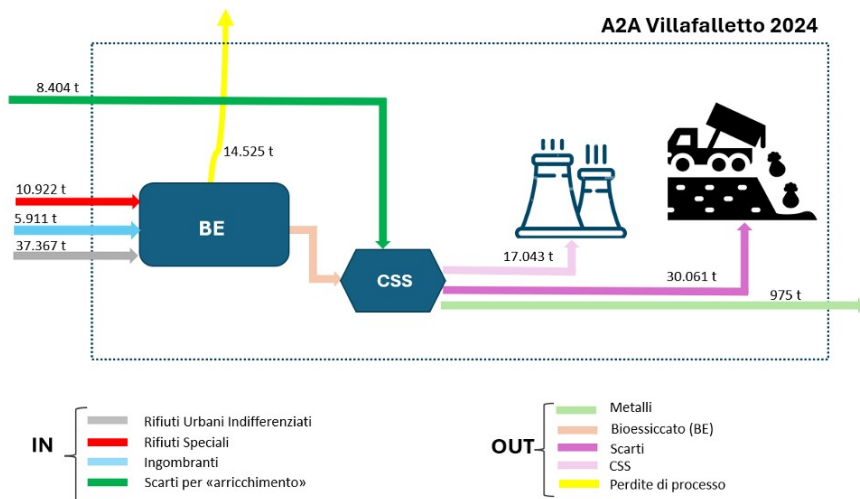 A2A Villafalletto 2024
8.404 t
14.525 t
10.922 t
5.911 t
37.367 t
BE
CSS
17.043 t
30.061 t
975 t
IN
Rifiuti Urbani Indifferenziati
Rifiuti Speciali
Ingombranti
Scarti per «arricchimento»
OUT
Metalli
Bioessiccato (BE)
Scarti
CSS
Perdite di processo